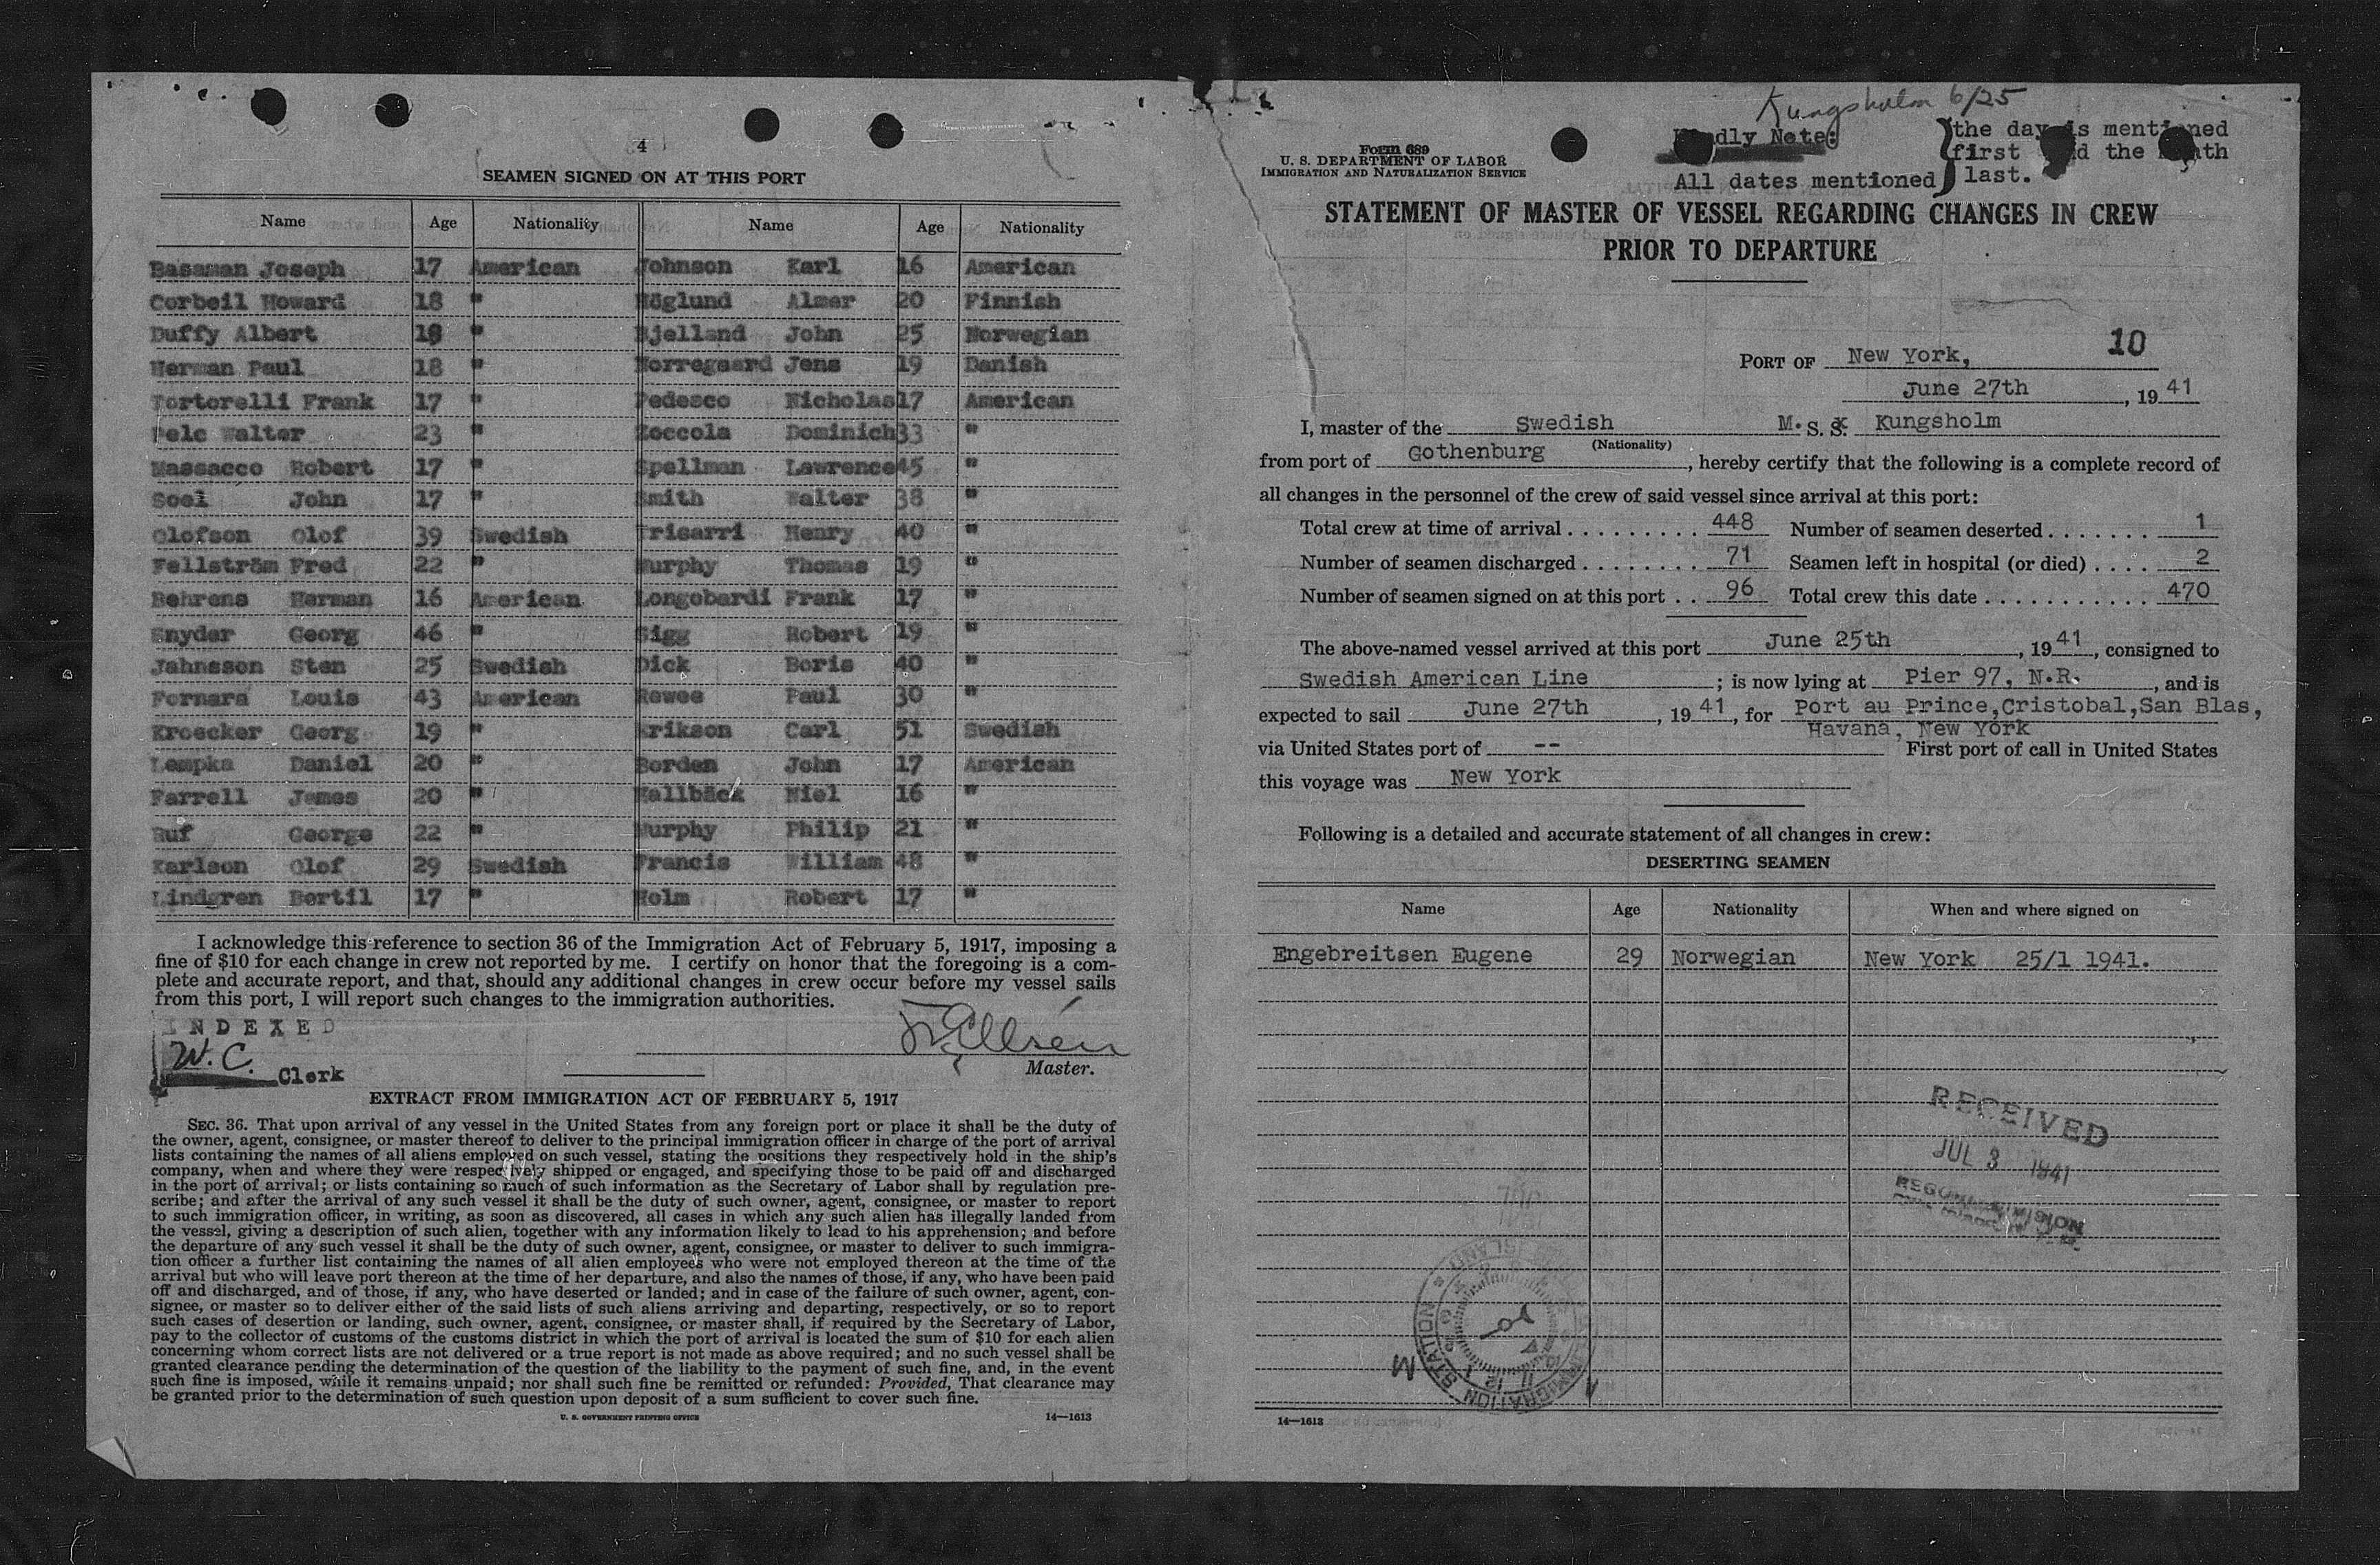 4
SEAMEN SIGNED ON AT THIS PORT
Name Age Nationality Name Age Nationality
Basaman Joseph 17 American Johnson Karl 16 American
Corbeil Howard 18 " Höglund Almer 20 Finnish
Duffy Albert 18 " Bjelland John 25 Norwegian
Herman Paul 18 " Norregaard Jens 19 Danish
Tortorelli Frank 17 " Pedesco Nicholas 17 American
Pelc Walter 23 " Zoccola Dominich 33 "
Massacco Robert 17 " Spellman Lawrence 45 "
Soel John 17 " Smith Walter 38 "
Olofson Olof 39 Swedish Trisarri Henry 40 "
Fellström Fred 22 " Murphy Thomas 19 "
Behrens Herman 16 American Longobardi Frank 17 "
Snyder Georg 46 " Sigg Robert 19 "
Jahnsson Sten 25 Swedish Dick Boris 40 "
Fornara Louis 43 American Rewee Paul 30 "
Kroecker Georg 19 " Erikson Carl 51 Swedish
Lempka Daniel 20 " Borden John 17 American
Farrell James 20 " Hallbäck Niel 16 "
Ruf George 22 " Murphy Philip 21 "
Karlson Olof 29 Swedish Francis William 48 "
Lindgren Bertil 17 " Holm Robert 17 "
I acknowledge this reference to section 36 of the Immigration Act of February 5, 1917, imposing a
fine of $10 for each change in crew not reported by me. I certify on honor that the foregoing is a com-
plete and accurate report, and that, should any additional changes in crew occur before my vessel sails
from this port, I will report such changes to the immigration authorities.
INDEXED
W. C. Clerk
Master.
EXTRACT FROM IMMIGRATION ACT OF FEBRUARY 5, 1917
SEC. 36. That upon arrival of any vessel in the United States from any foreign port or place it shall be the duty of
the owner, agent, consignee, or master thereof to deliver to the principal immigration officer in charge of the port of arrival
lists containing the names of all aliens employed on such vessel, stating the positions they respectively hold in the ship's
company, when and where they were respectively shipped or engaged, and specifying those to be paid off and discharged
in the port of arrival; or lists containing so much of such information as the Secretary of Labor shall by regulation pre-
scribe; and after the arrival of any such vessel it shall be the duty of such owner, agent, consignee, or master to report
to such immigration officer, in writing, as soon as discovered, all cases in which any such alien has illegally landed from
the vessel, giving a description of such alien, together with any information likely to lead to his apprehension; and before
the departure of any such vessel it shall be the duty of such owner, agent, consignee, or master to deliver to such immigra-
tion officer a further list containing the names of all alien employees who were not employed thereon at the time of the
arrival but who will leave port thereon at the time of her departure, and also the names of those, if any, who have been paid
off and discharged, and of those, if any, who have deserted or landed; and in case of the failure of such owner, agent, con-
signee, or master so to deliver either of the said lists of such aliens arriving and departing, respectively, or so to report
such cases of desertion or landing, such owner, agent, consignee, or master shall, if required by the Secretary of Labor,
pay to the collector of customs of the customs district in which the port of arrival is located the sum of $10 for each alien
concerning whom correct lists are not delivered or a true report is not made as above required; and no such vessel shall be
granted clearance pending the determination of the question of the liability to the payment of such fine, and, in the event
such fine is imposed, while it remains unpaid; nor shall such fine be remitted or refunded: Provided, That clearance may
be granted prior to the determination of such question upon deposit of a sum sufficient to cover such fine.
U. S. GOVERNMENT PRINTING OFFICE 14—1613
Kungsholm 6/25
Form 689
U. S. DEPARTMENT OF LABOR
IMMIGRATION AND NATURALIZATION SERVICE
Kindly Note:
All dates mentioned
the day is mentioned
first and the month
last.
STATEMENT OF MASTER OF VESSEL REGARDING CHANGES IN CREW
PRIOR TO DEPARTURE
10
PORT OF New York,
June 27th, 1941
I, master of the Swedish M. S. S. Kungsholm
(Nationality)
from port of Gothenburg, hereby certify that the following is a complete record of
all changes in the personnel of the crew of said vessel since arrival at this port:
Total crew at time of arrival . . . . . . . . . 448 Number of seamen deserted . . . . . . . 1
Number of seamen discharged . . . . . . . . 71 Seamen left in hospital (or died) . . . . 2
Number of seamen signed on at this port . . 96 Total crew this date . . . . . . . . . . . . 470
The above-named vessel arrived at this port June 25th, 1941, consigned to
Swedish American Line; is now lying at Pier 97, N.R., and is
expected to sail June 27th, 1941, for Port au Prince,Cristobal,San Blas,
Havana, New York
via United States port of -- First port of call in United States
this voyage was New York
Following is a detailed and accurate statement of all changes in crew:
DESERTING SEAMEN
Name Age Nationality When and where signed on
Engebreitsen Eugene 29 Norwegian New York 25/1 1941.
RECEIVED
JUL 3 1941
IMMIGRATION STATION
14—1613